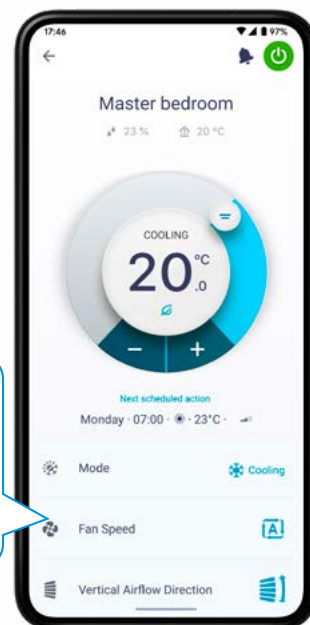 17:46 97%
Master bedroom
23 % 20 °C
COOLING
20.0 °C
− +
Next scheduled action
Monday · 07:00 · 23°C ·
Mode Cooling
Fan Speed A
Vertical Airflow Direction